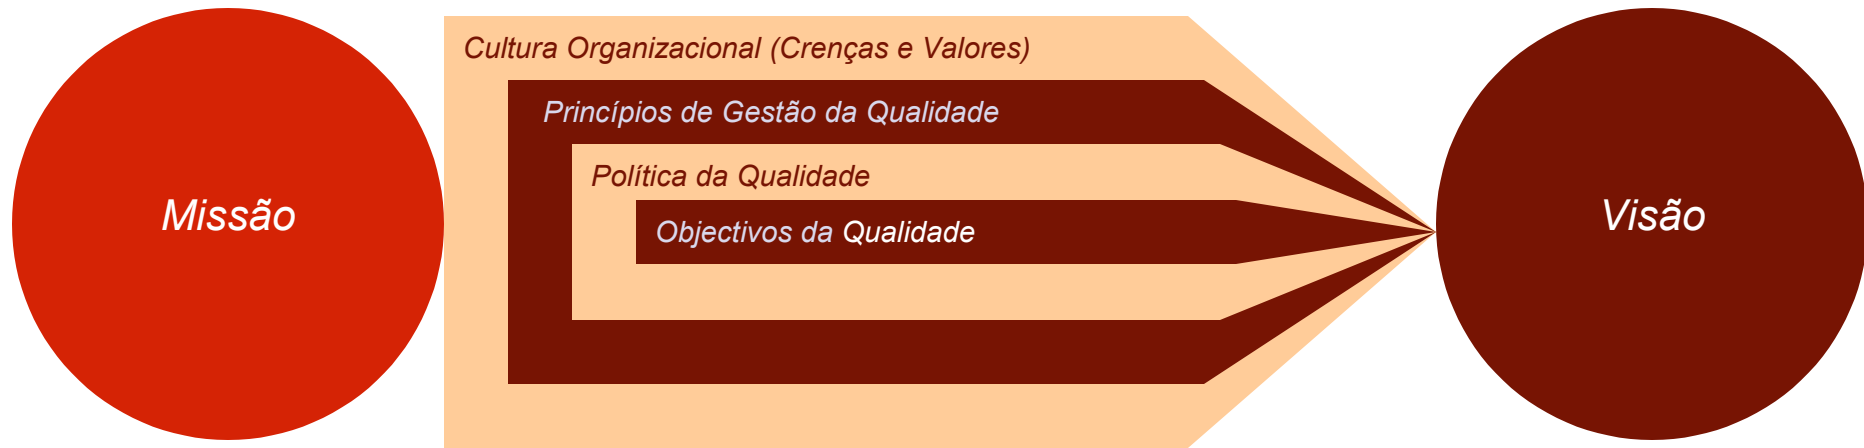 Cultura Organizacional (Crenças e Valores)
Princípios de Gestão da Qualidade
Política da Qualidade
Missão
Objectivos da Qualidade
Visão